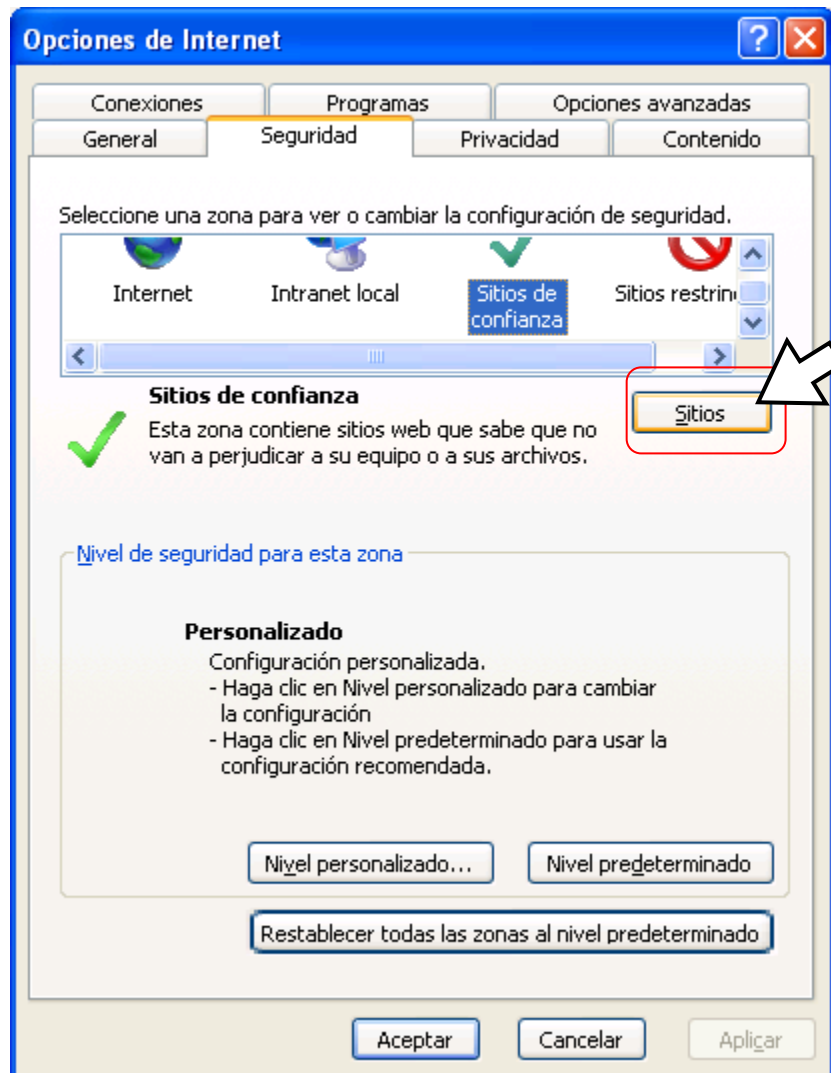 Opciones de Internet
Conexiones Programas Opciones avanzadas
General Seguridad Privacidad Contenido
Seleccione una zona para ver o cambiar la configuración de seguridad.
Internet Intranet local Sitios de confianza Sitios restrin
Sitios de confianza
Sitios
Esta zona contiene sitios web que sabe que no
van a perjudicar a su equipo o a sus archivos.
Nivel de seguridad para esta zona
Personalizado
Configuración personalizada.
- Haga clic en Nivel personalizado para cambiar
la configuración
- Haga clic en Nivel predeterminado para usar la
configuración recomendada.
Nivel personalizado... Nivel predeterminado
Restablecer todas las zonas al nivel predeterminado
Aceptar Cancelar Aplicar